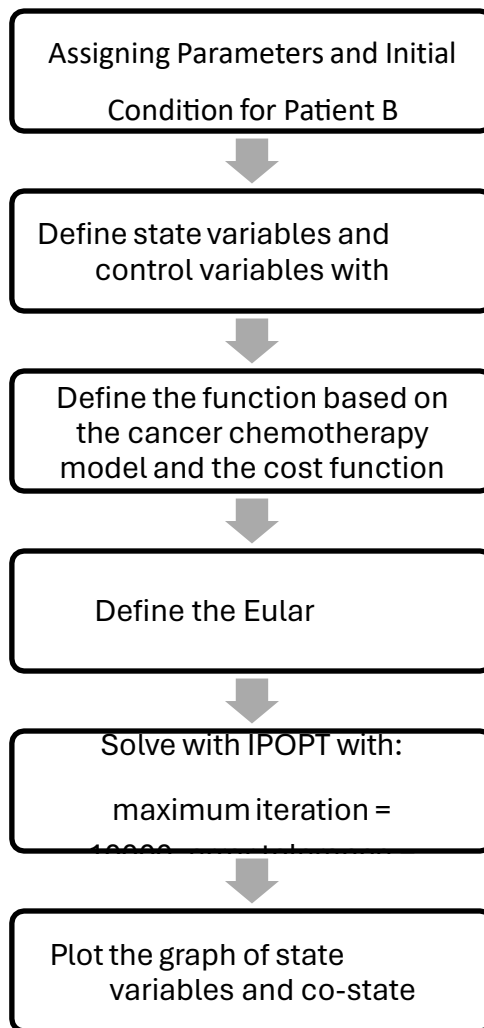 Assigning Parameters and Initial
Condition for Patient B
Define state variables and
control variables with
Define the function based on
the cancer chemotherapy
model and the cost function
Define the Eular
Solve with IPOPT with:
maximum iteration =
Plot the graph of state
variables and co-state